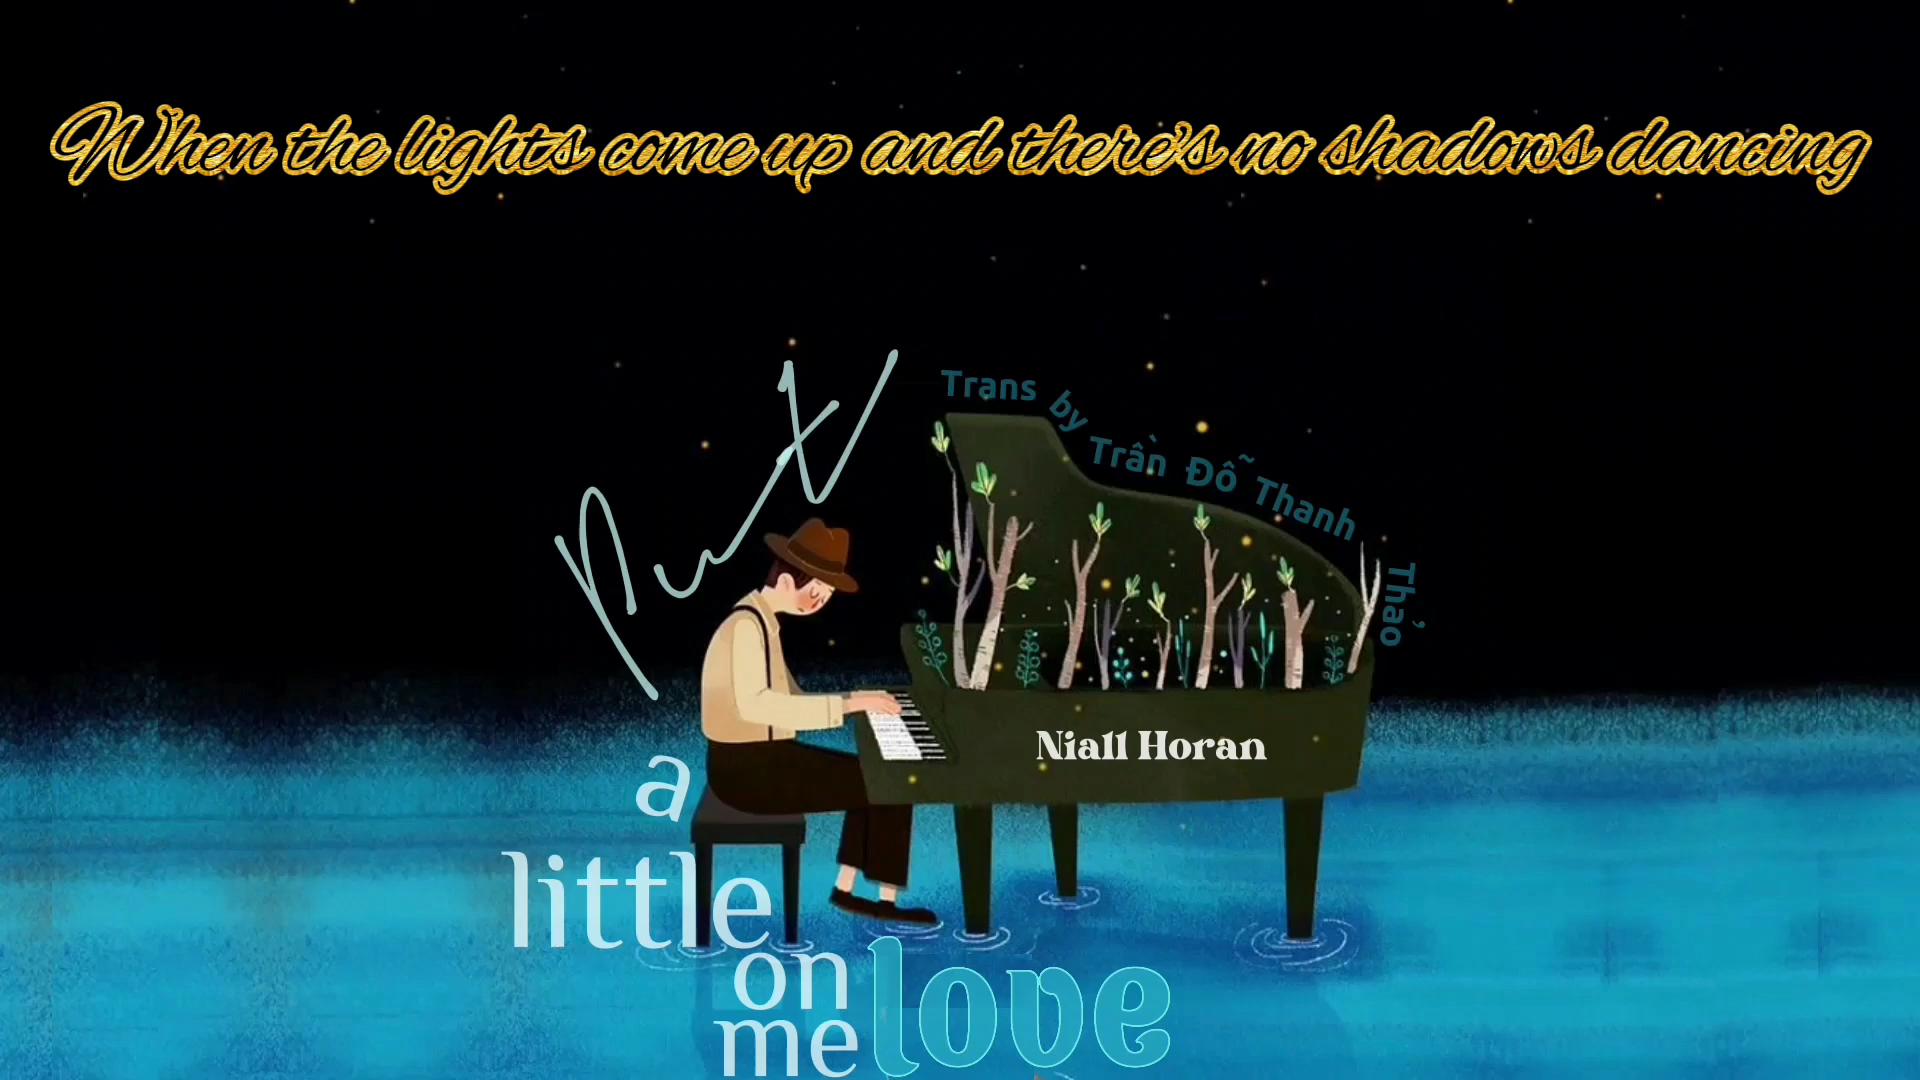 When the lights come up and there's no shadows dancing
Put
Trans by Trần Đỗ Thanh Thảo
Niall Horan
a
little
on
me love